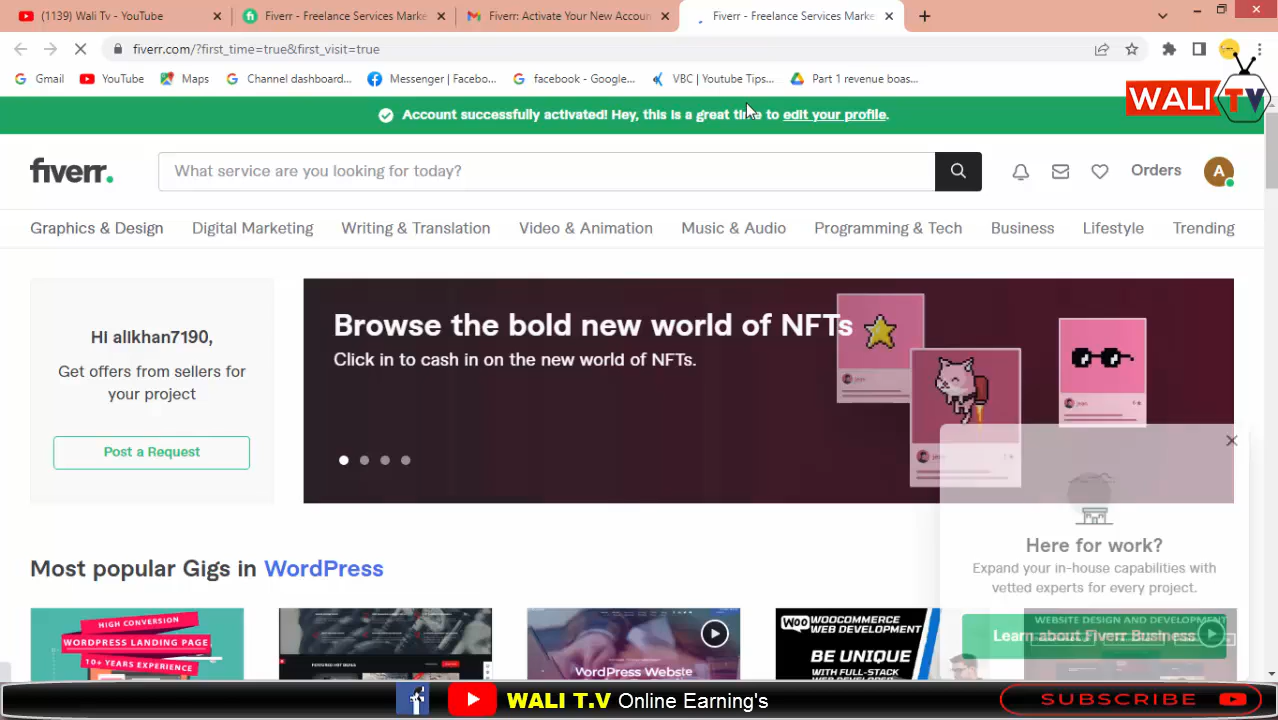 (1139) Wali Tv - YouTube
Fiverr - Freelance Services Marke
Fiverr: Activate Your New Accoun
Fiverr - Freelance Services Marke
fiverr.com/?first_time=true&first_visit=true
Gmail
YouTube
Maps
Channel dashboard...
Messenger | Facebo...
facebook - Google...
VBC | Youtube Tips...
Part 1 revenue boas...
WALI TV
Account successfully activated! Hey, this is a great time to edit your profile.
fiverr.
What service are you looking for today?
Orders
A
Graphics & Design
Digital Marketing
Writing & Translation
Video & Animation
Music & Audio
Programming & Tech
Business
Lifestyle
Trending
Hi alikhan7190,
Get offers from sellers for
your project
Post a Request
Browse the bold new world of NFTs
Click in to cash in on the new world of NFTs.
Here for work?
Expand your in-house capabilities with
vetted experts for every project.
Learn about Fiverr Business
Most popular Gigs in WordPress
HIGH CONVERSION
WORDPRESS LANDING PAGE
10+ YEARS EXPERIENCE
WordPress Website
WOO WOOCOMMERCE
WEB DEVELOPMENT
BE UNIQUE
WITH FULL-STACK
WEBSITE DESIGN AND DEVELOPMENT
WALI T.V Online Earning's
SUBSCRIBE